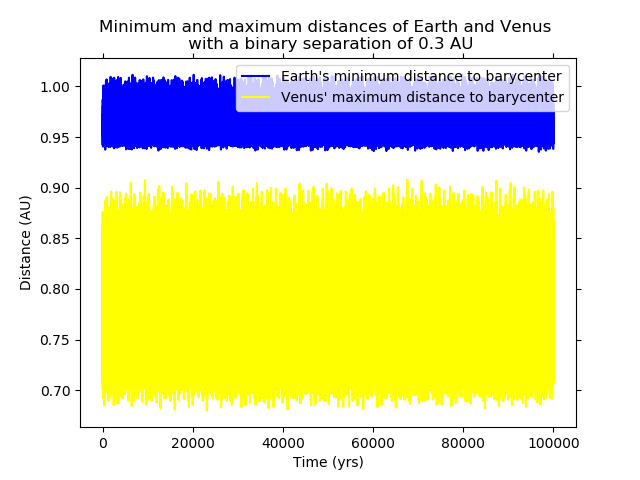 Minimum and maximum distances of Earth and Venus
with a binary separation of 0.3 AU
Earth's minimum distance to barycenter
Venus' maximum distance to barycenter
Distance (AU)
1.00
0.95
0.90
0.85
0.80
0.75
0.70
0 20000 40000 60000 80000 100000
Time (yrs)